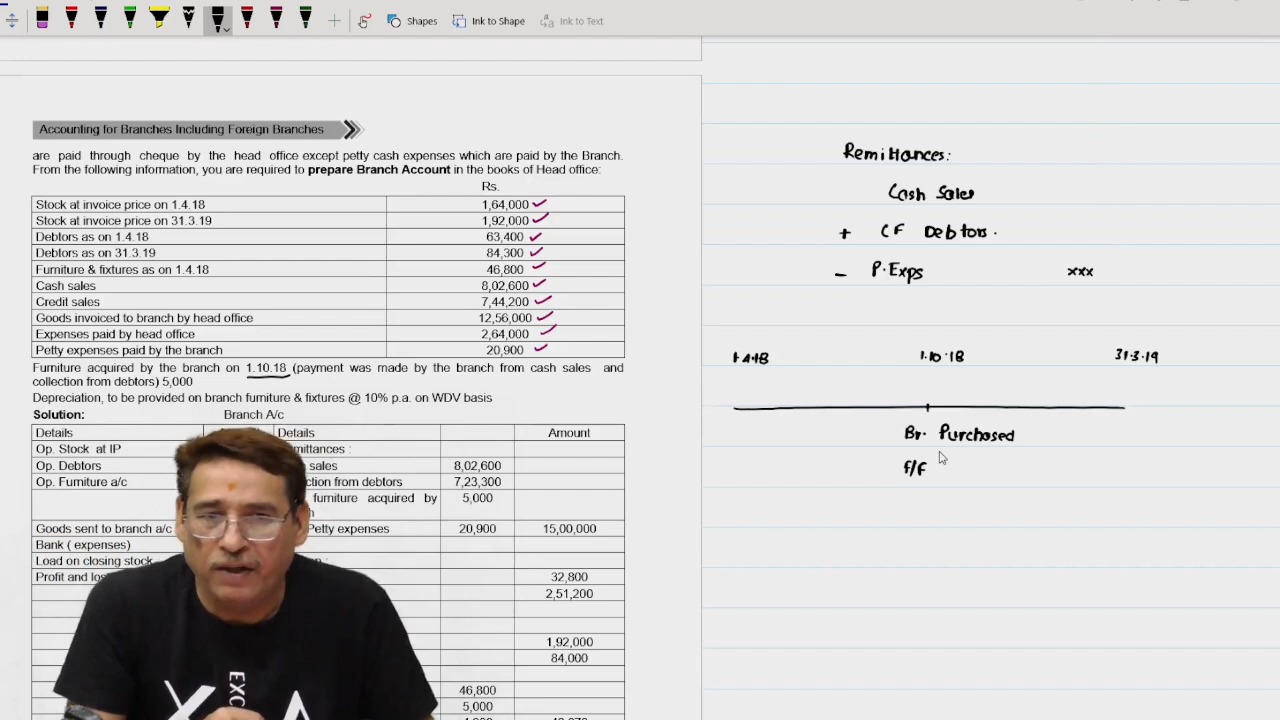 Shapes
Ink to Shape
Ink to Text
Accounting for Branches Including Foreign Branches
are paid through cheque by the head office except petty cash expenses which are paid by the Branch.
From the following information, you are required to prepare Branch Account in the books of Head office:
Rs.
Stock at invoice price on 1.4.18 1,64,000
Stock at invoice price on 31.3.19 1,92,000
Debtors as on 1.4.18 63,400
Debtors as on 31.3.19 84,300
Furniture & fixtures as on 1.4.18 46,800
Cash sales 8,02,600
Credit sales 7,44,200
Goods invoiced to branch by head office 12,56,000
Expenses paid by head office 2,64,000
Petty expenses paid by the branch 20,900
Furniture acquired by the branch on 1.10.18 (payment was made by the branch from cash sales and
collection from debtors) 5,000
Depreciation, to be provided on branch furniture & fixtures @ 10% p.a. on WDV basis
Solution: Branch A/c
Details Details Amount
Op. Stock at IP mittances :
Op. Debtors sales 8,02,600
Op. Furniture a/c ction from debtors 7,23,300
furniture acquired by 5,000
Goods sent to branch a/c Petty expenses 20,900 15,00,000
Bank ( expenses)
Load on closing stock
Profit and 32,800
2,51,200
1,92,000
84,000
46,800
5,000
Remittances:
Cash Sales
+ CF Debtors.
- P.Exps xxx
1.4.18 1.10.18 31.3.19
Br. Purchased
f/f
EXC